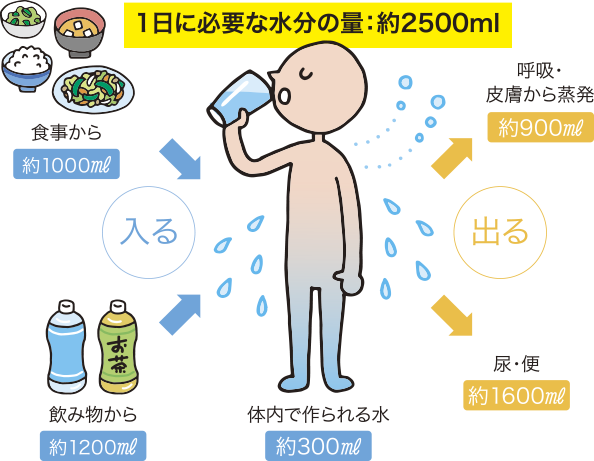 1日に必要な水分の量：約2500ml
食事から
約1000㎖
入る
飲み物から
約1200㎖
お茶
体内で作られる水
約300㎖
呼吸・
皮膚から蒸発
約900㎖
出る
尿・便
約1600㎖